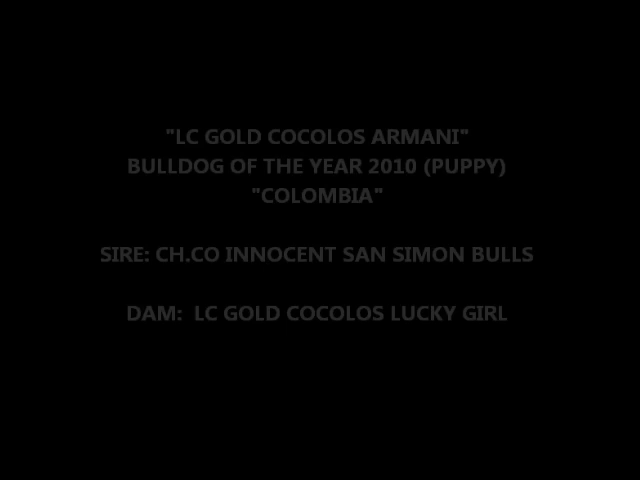 "LC GOLD COCOLOS ARMANI"
BULLDOG OF THE YEAR 2010 (PUPPY)
"COLOMBIA"
SIRE: CH.CO INNOCENT SAN SIMON BULLS
DAM:  LC GOLD COCOLOS LUCKY GIRL